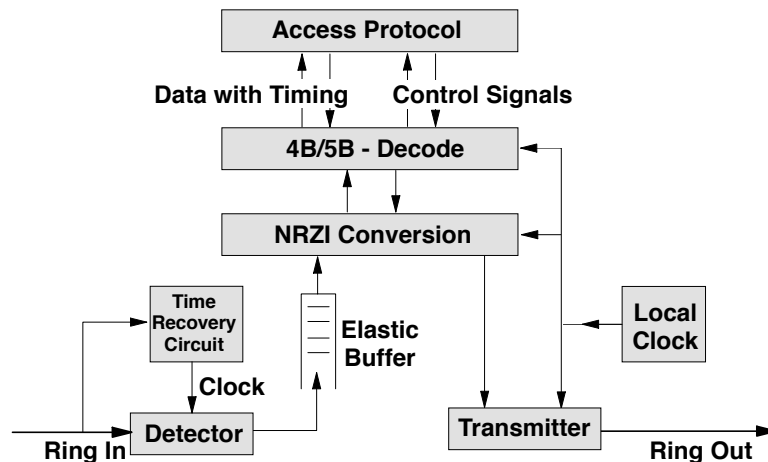 Access Protocol
Data with Timing
Control Signals
4B/5B - Decode
NRZI Conversion
Time
Recovery
Circuit
Elastic
Buffer
Local
Clock
Clock
Ring In
Detector
Transmitter
Ring Out